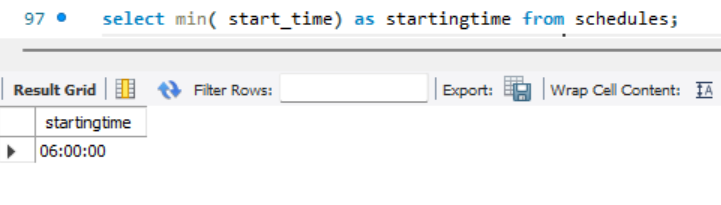 97 select min( start_time) as startingtime from schedules;
Result Grid Filter Rows: Export: Wrap Cell Content: IA
startingtime
06:00:00